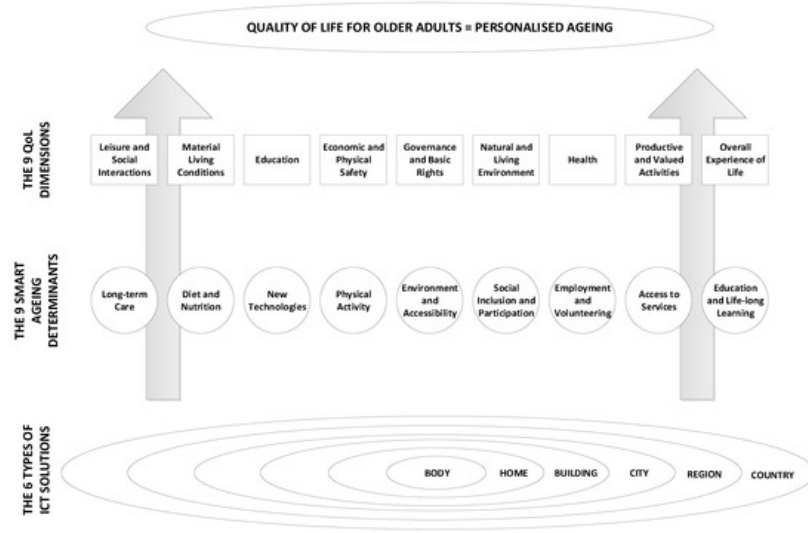 QUALITY OF LIFE FOR OLDER ADULTS = PERSONALISED AGEING
THE 9 QoL
DIMENSIONS
Leisure and
Social
Interactions
Material
Living
Conditions
Education
Economic and
Physical
Safety
Governance
and Basic
Rights
Natural and
Living
Environment
Health
Productive
and Valued
Activities
Overall
Experience of
Life
THE 9 SMART
AGEING
DETERMINANTS
Long-term
Care
Diet and
Nutrition
New
Technologies
Physical
Activity
Environment
and
Accessibility
Social
Inclusion and
Participation
Employment
and
Volunteering
Access to
Services
Education
and Life-long
Learning
THE 6 TYPES OF
ICT SOLUTIONS
BODY
HOME
BUILDING
CITY
REGION
COUNTRY